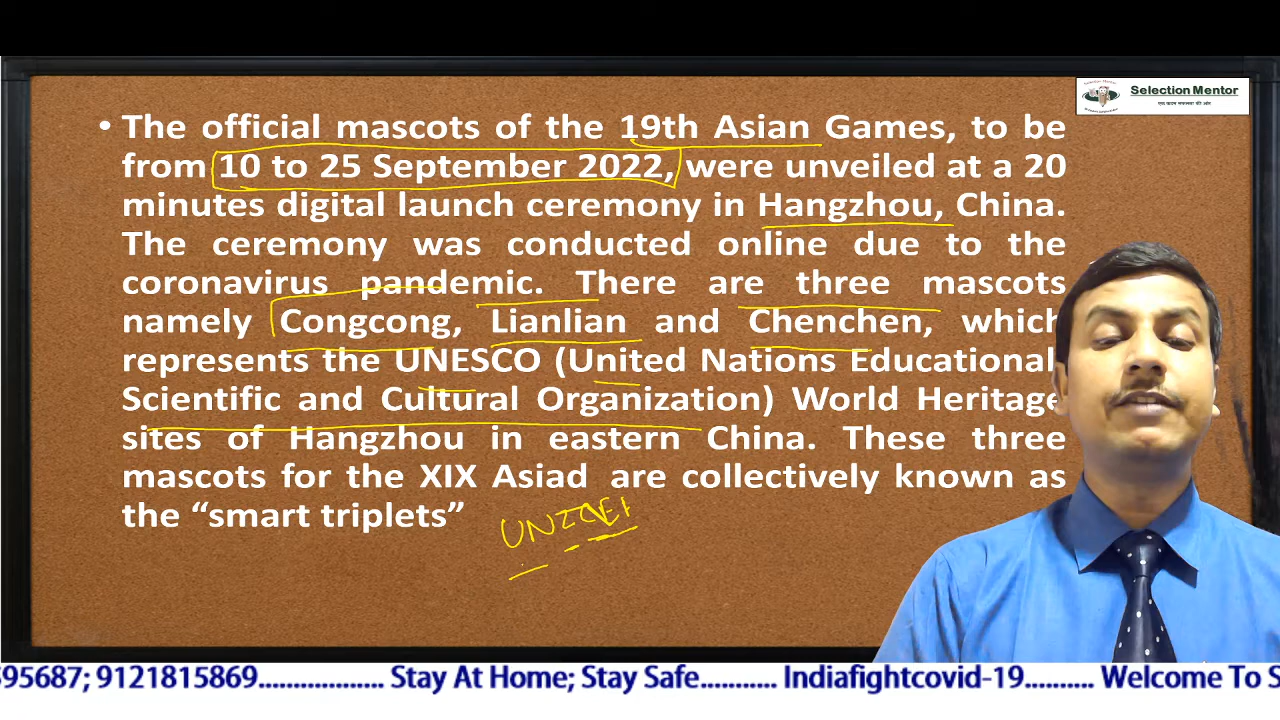 Selection Mentor
• The official mascots of the 19th Asian Games, to be
from 10 to 25 September 2022, were unveiled at a 20
minutes digital launch ceremony in Hangzhou, China.
The ceremony was conducted online due to the
coronavirus pandemic. There are three mascots
namely Congcong, Lianlian and Chenchen, which
represents the UNESCO (United Nations Educational
Scientific and Cultural Organization) World Heritage
sites of Hangzhou in eastern China. These three
mascots for the XIX Asiad are collectively known as
the “smart triplets”
595687; 9121815869.................. Stay At Home; Stay Safe........... Indiafightcovid-19.......... Welcome To S